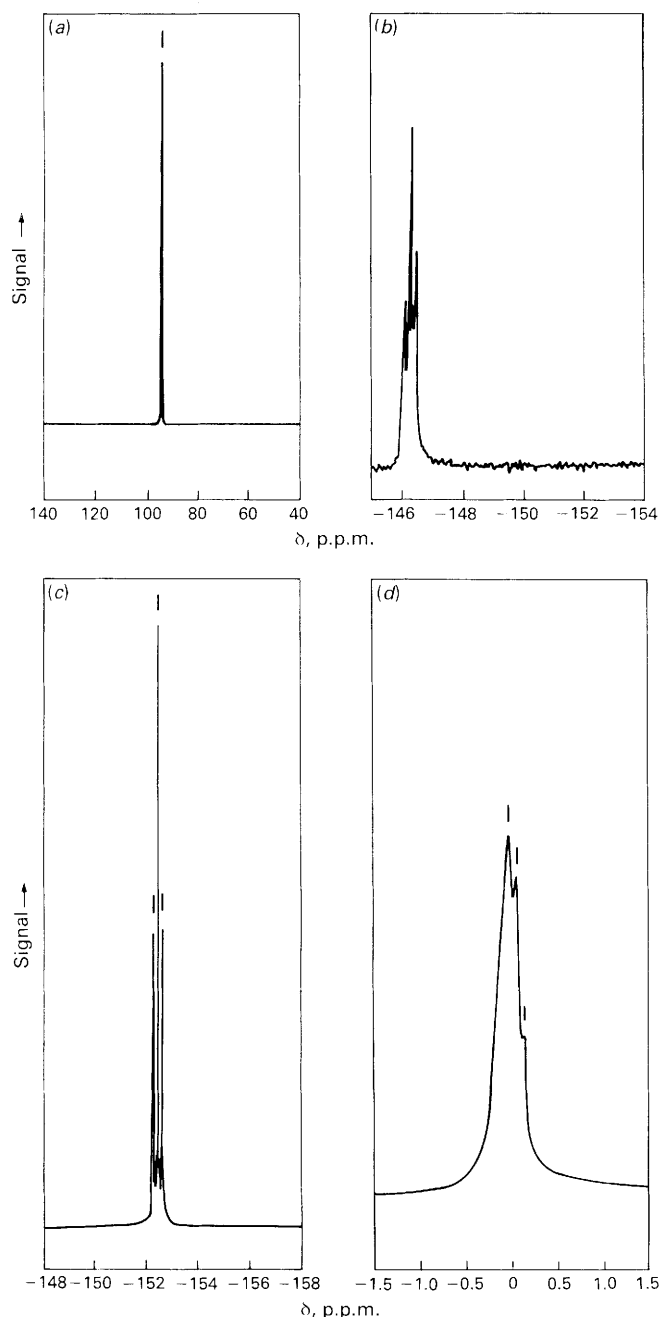 (a)
(b)
Signal →
140 120 100 80 60 40
−146 −148 −150 −152 −154
δ, p.p.m.
(c)
(d)
Signal →
−148 −150 −152 −154 −156 −158
−1.5 −1.0 −0.5 0 0.5 1.0 1.5
δ, p.p.m.